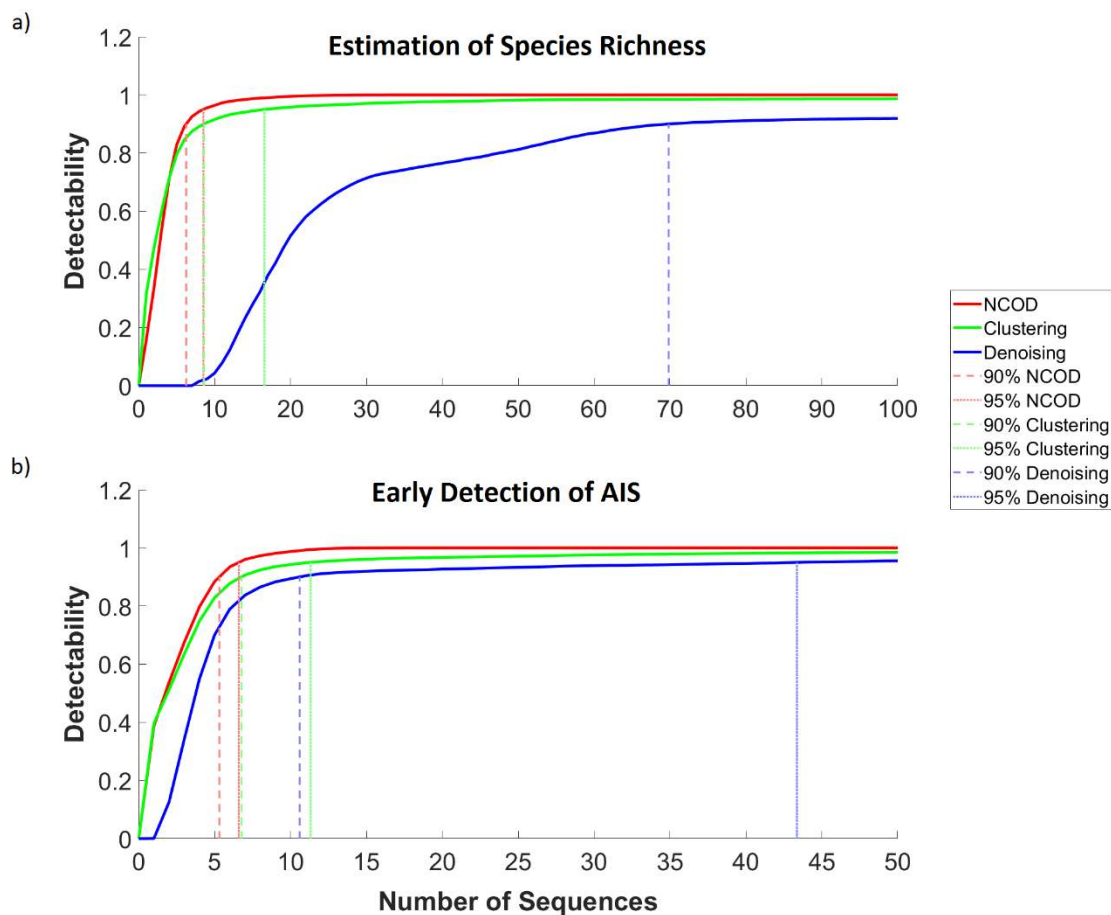 a)
Estimation of Species Richness
1.2
1
0.8
0.6
0.4
0.2
0
Detectability
0 10 20 30 40 50 60 70 80 90 100
NCOD
Clustering
Denoising
90% NCOD
95% NCOD
90% Clustering
95% Clustering
90% Denoising
95% Denoising
b)
Early Detection of AIS
1.2
1
0.8
0.6
0.4
0.2
0
Detectability
0 5 10 15 20 25 30 35 40 45 50
Number of Sequences